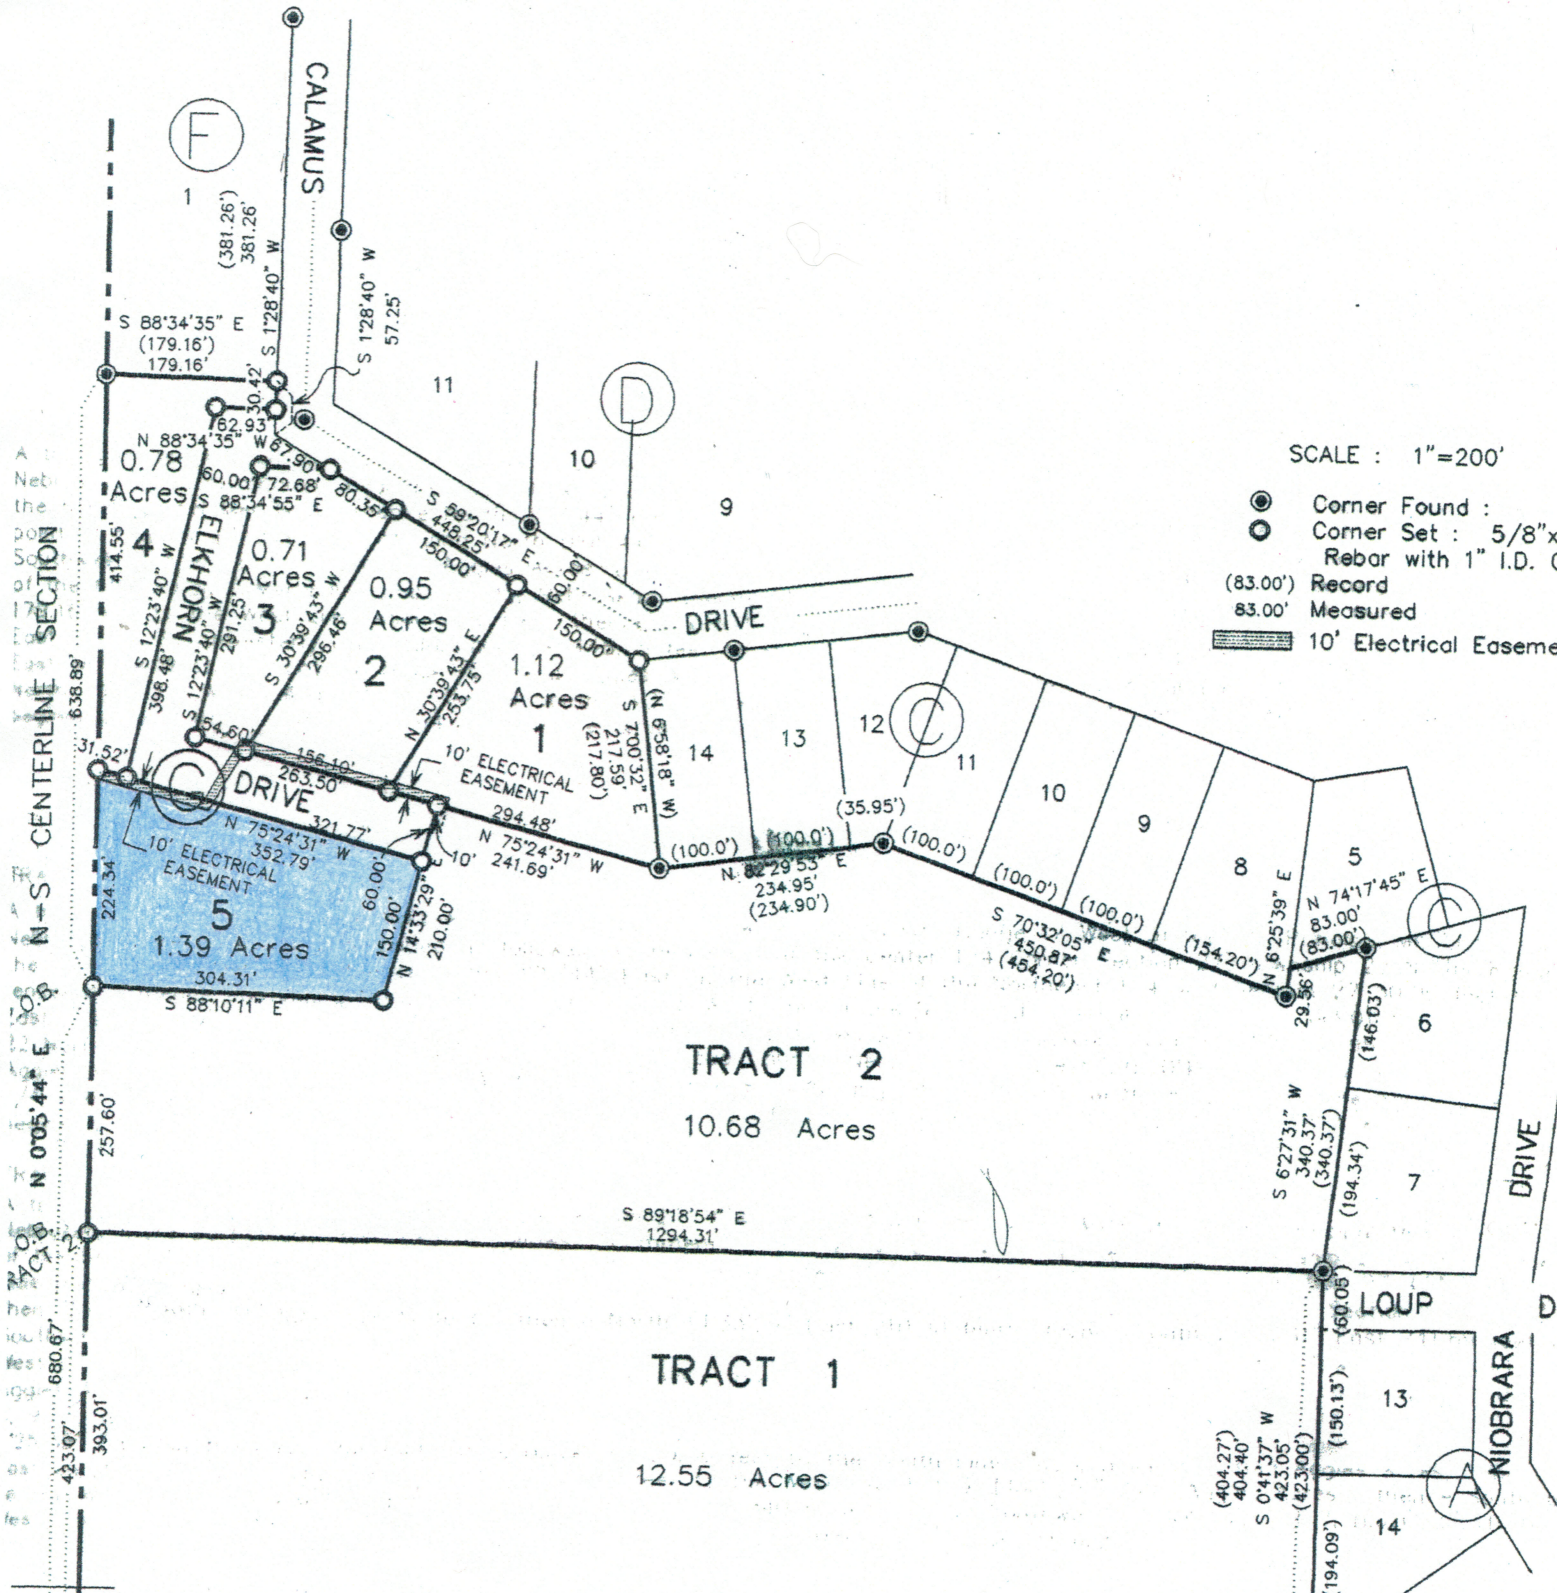 CALAMUS
F
1
(381.26')
381.26'
S 1°28'40" W
S 1°28'40" W
57.25'
S 88°34'35" E
(179.16')
179.16'
30.42'
62.93'
N 88°34'35" W
67.90'
60.00'
72.68'
S 88°34'55" E
80.35'
11
D
10
9
S 59°20'17" E
448.25'
150.00'
60.00'
150.00'
DRIVE
SCALE : 1"=200'
Corner Found :
Corner Set : 5/8"x
Rebar with 1" I.D.
(83.00') Record
83.00' Measured
10' Electrical Easeme
0.78
Acres
4
414.55'
S 12°23'40" W
398.48'
ELKHORN
S 12°23'40" W
291.25'
0.71
Acres
3
S 30°39'43" W
296.46'
0.95
Acres
2
N 30°39'43" E
253.75'
1.12
Acres
1
(N 6°58'18" W)
S 7°00'32" E
217.59'
(217.80')
14
13
12
C
11
10
9
8
5
N-S CENTERLINE SECTION
638.89'
31.52'
54.60'
C
DRIVE
156.10'
263.50'
10' ELECTRICAL
EASEMENT
294.48'
N 75°24'31" W
241.69'
321.77'
N 75°24'31" W
352.79'
10' ELECTRICAL
EASEMENT
60.00'
10'
N 14°33'29" E
210.00'
150.00'
224.34'
5
1.39 Acres
304.31'
S 88°10'11" E
(100.0')
(100.0')
(35.95')
N 82°29'53" E
234.95'
(234.90')
(100.0')
(100.0')
(100.0')
(154.20')
S 70°32'05" E
450.87'
(454.20')
N 6°25'39" E
29.56'
N 74°17'45" E
83.00'
(83.00')
C
6
(146.03')
7
(194.34')
S 6°27'31" W
340.37'
(340.37')
DRIVE
O.B.
N 0°05'44" E
257.60'
TRACT 2
10.68 Acres
S 89°18'54" E
1294.31'
O.B.
ACT 2
LOUP
D
(60.05')
NIOBRARA
TRACT 1
12.55 Acres
680.67'
423.07'
393.01'
(404.27')
404.40'
S 0°41'37" W
423.05'
(423.00')
(150.13')
13
A
14
(194.09')